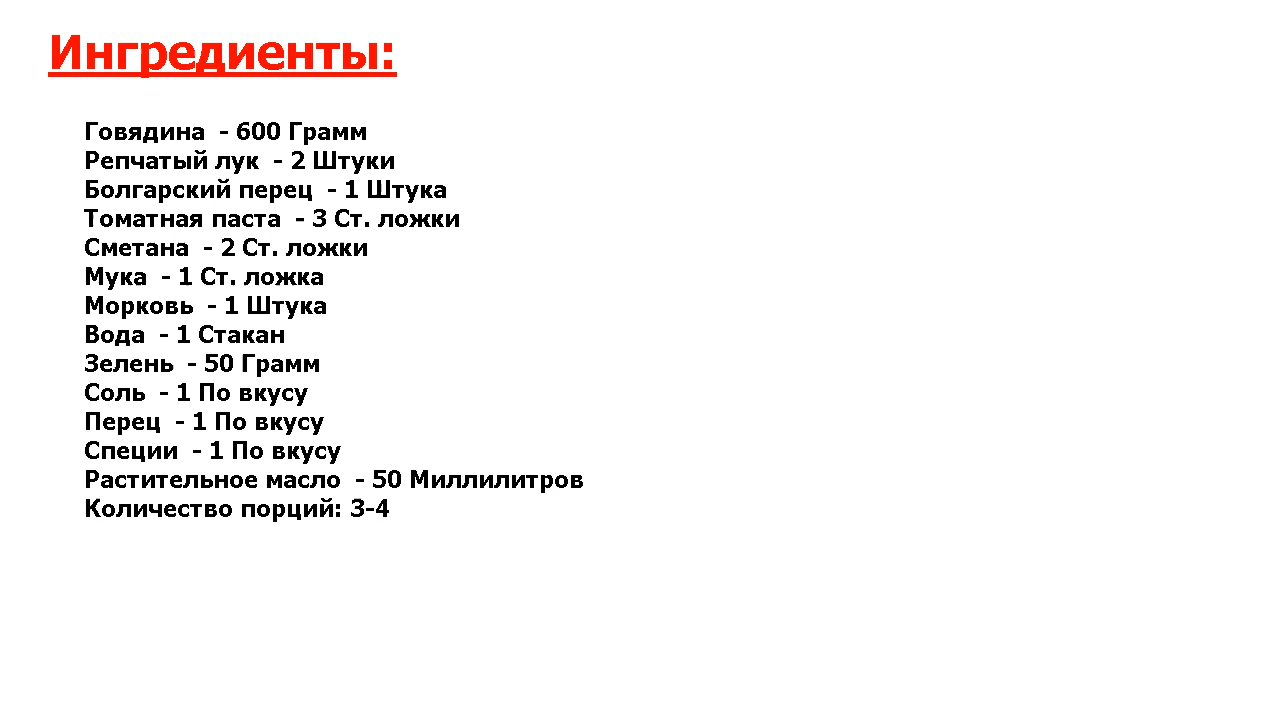 Ингредиенты:
Говядина  - 600 Грамм
Репчатый лук  - 2 Штуки
Болгарский перец  - 1 Штука
Томатная паста  - 3 Ст. ложки
Сметана  - 2 Ст. ложки
Мука  - 1 Ст. ложка
Морковь  - 1 Штука
Вода  - 1 Стакан
Зелень  - 50 Грамм
Соль  - 1 По вкусу
Перец  - 1 По вкусу
Специи  - 1 По вкусу
Растительное масло  - 50 Миллилитров
Количество порций: 3-4